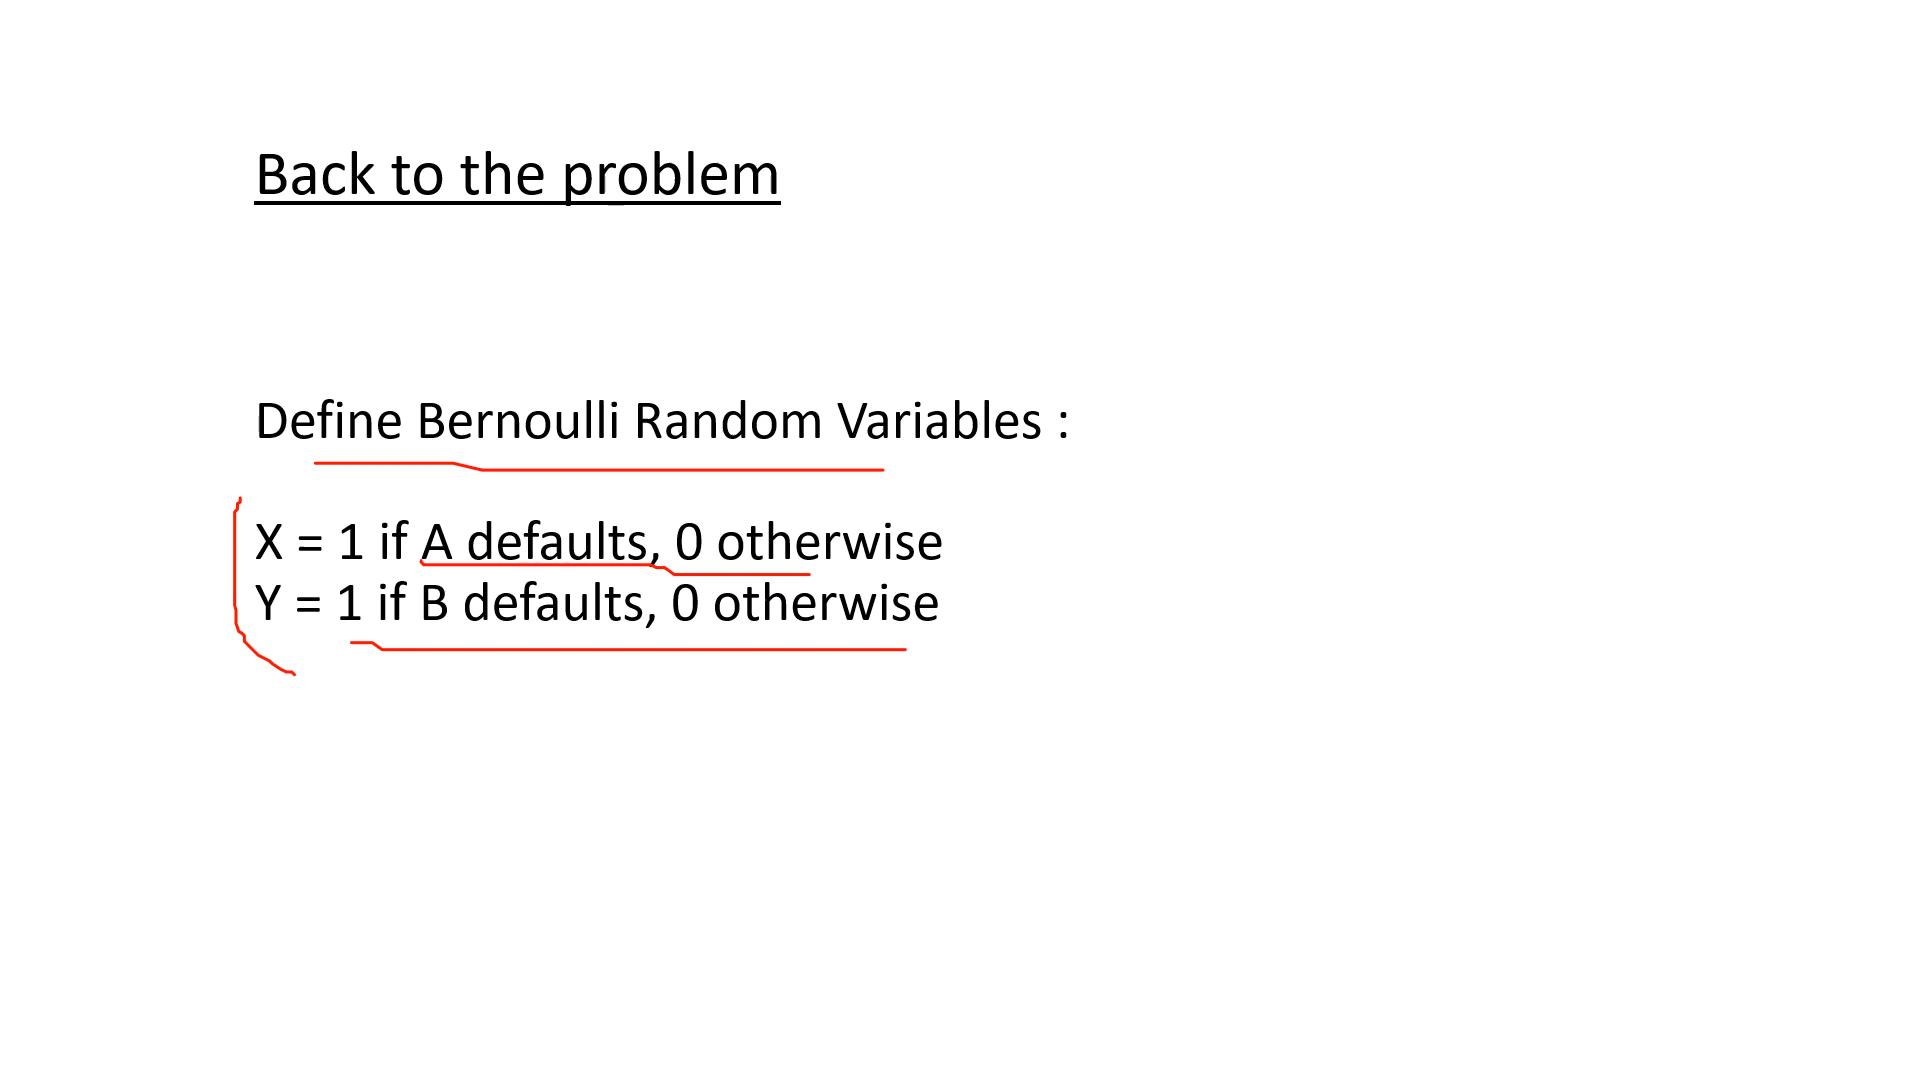 Back to the problem
Define Bernoulli Random Variables :
X = 1 if A defaults, 0 otherwise
Y = 1 if B defaults, 0 otherwise